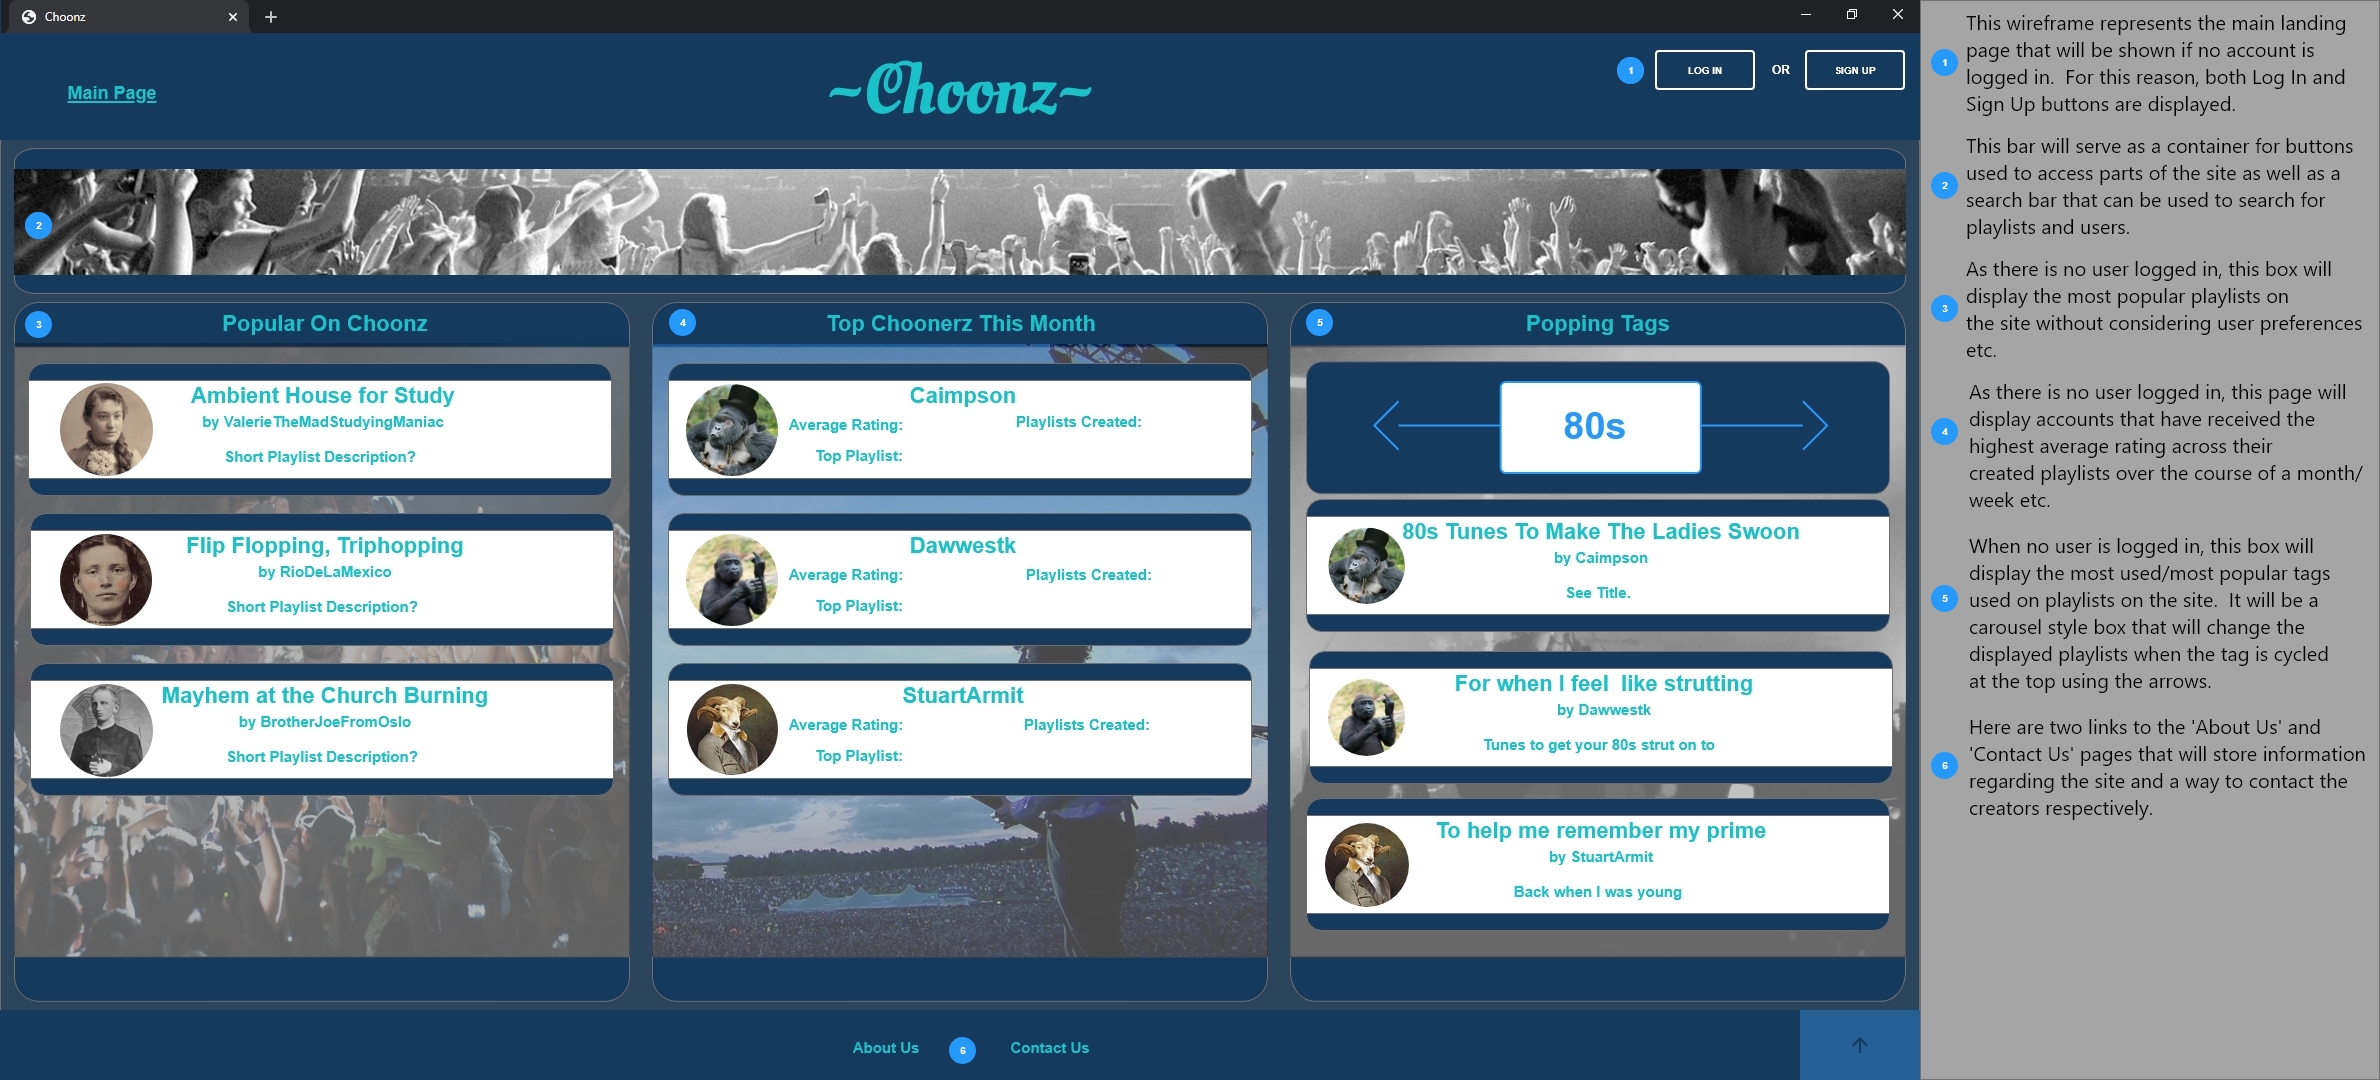 Choonz
Main Page
~Choonz~
1
LOG IN
OR
SIGN UP
2
3
Popular On Choonz
Ambient House for Study
by ValerieTheMadStudyingManiac
Short Playlist Description?
Flip Flopping, Triphopping
by RioDeLaMexico
Short Playlist Description?
Mayhem at the Church Burning
by BrotherJoeFromOslo
Short Playlist Description?
4
Top Choonerz This Month
Caimpson
Average Rating:
Playlists Created:
Top Playlist:
Dawwestk
Average Rating:
Playlists Created:
Top Playlist:
StuartArmit
Average Rating:
Playlists Created:
Top Playlist:
5
Popping Tags
80s
80s Tunes To Make The Ladies Swoon
by Caimpson
See Title.
For when I feel  like strutting
by Dawwestk
Tunes to get your 80s strut on to
To help me remember my prime
by StuartArmit
Back when I was young
About Us
6
Contact Us
1
This wireframe represents the main landing
page that will be shown if no account is
logged in.  For this reason, both Log In and
Sign Up buttons are displayed.
2
This bar will serve as a container for buttons
used to access parts of the site as well as a
search bar that can be used to search for
playlists and users.
3
As there is no user logged in, this box will
display the most popular playlists on
the site without considering user preferences
etc.
4
As there is no user logged in, this page will
display accounts that have received the
highest average rating across their
created playlists over the course of a month/
week etc.
5
When no user is logged in, this box will
display the most used/most popular tags
used on playlists on the site.  It will be a
carousel style box that will change the
displayed playlists when the tag is cycled
at the top using the arrows.
6
Here are two links to the 'About Us' and
'Contact Us' pages that will store information
regarding the site and a way to contact the
creators respectively.